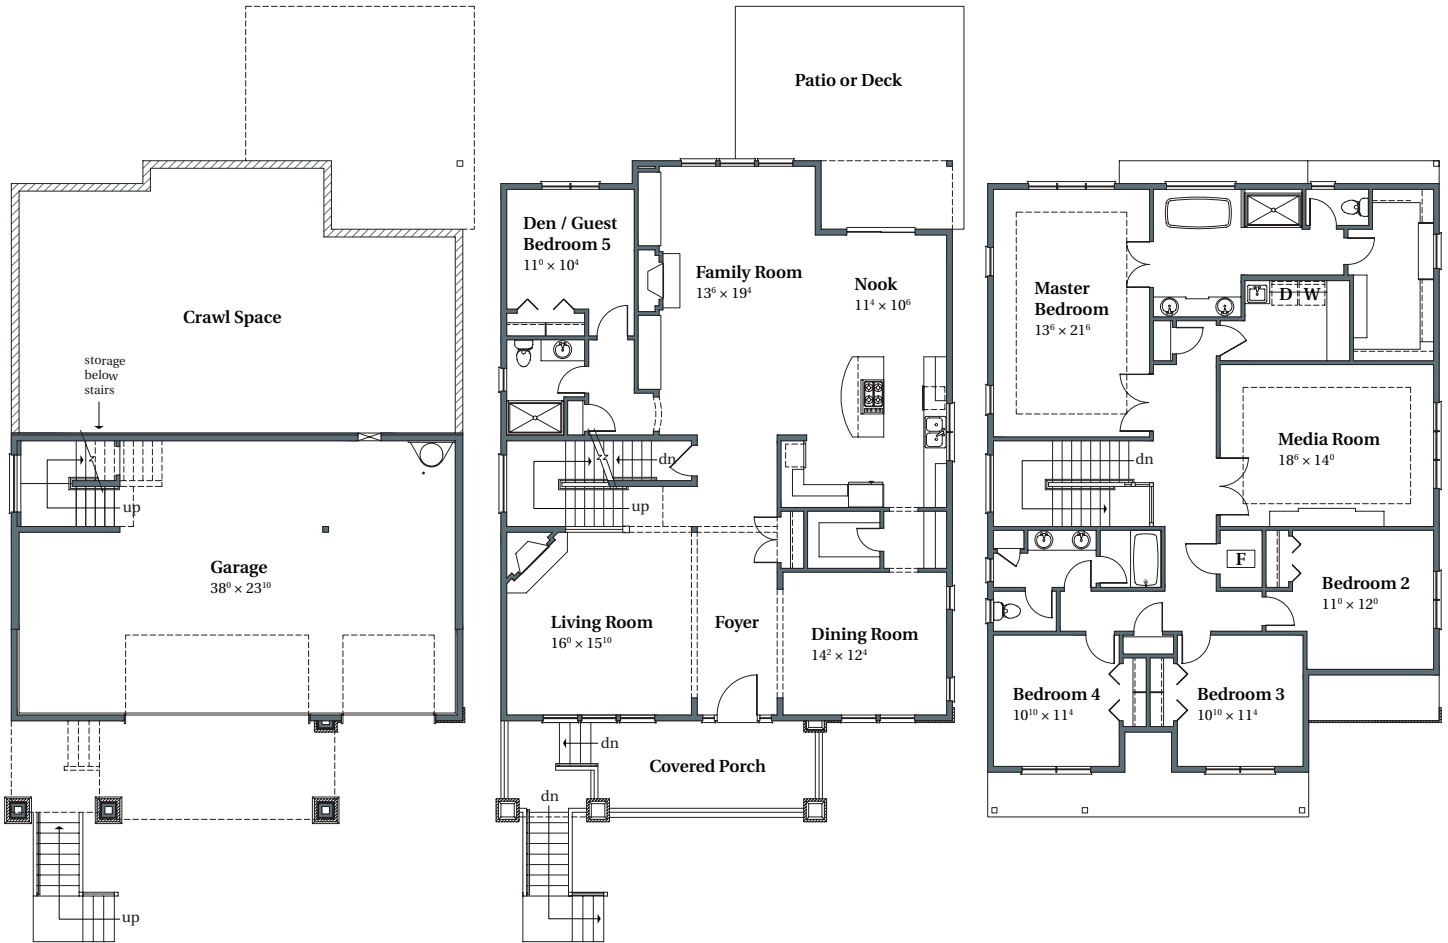 Crawl Space
storage
below
stairs
up
Garage
38⁰ × 23¹⁰
up
Patio or Deck
Den / Guest
Bedroom 5
11⁰ × 10⁴
Family Room
13⁶ × 19⁴
Nook
11⁴ × 10⁶
dn
up
Living Room
16⁰ × 15¹⁰
Foyer
Dining Room
14² × 12⁴
dn
Covered Porch
dn
Master
Bedroom
13⁶ × 21⁶
D W
Media Room
18⁶ × 14⁰
dn
F
Bedroom 2
11⁰ × 12⁰
Bedroom 4
10¹⁰ × 11⁴
Bedroom 3
10¹⁰ × 11⁴